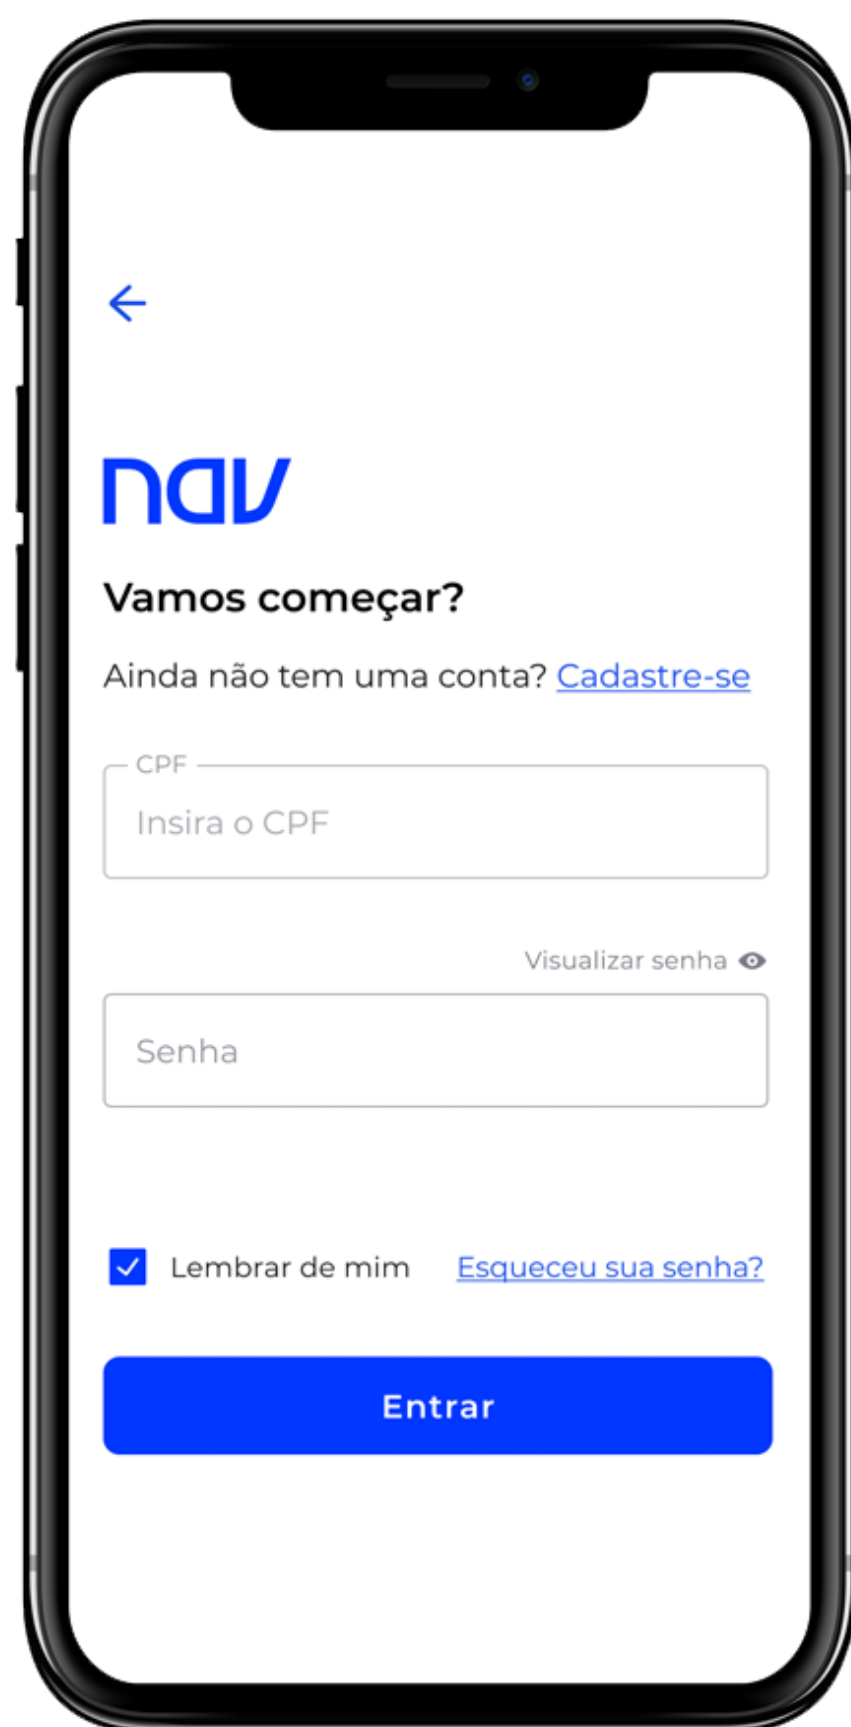 nav
Vamos começar?
Ainda não tem uma conta? Cadastre-se
CPF
Insira o CPF
Visualizar senha
Senha
Lembrar de mim Esqueceu sua senha?
Entrar